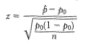 z = (p̂ - p₀) / √(p₀(1 - p₀) / n)